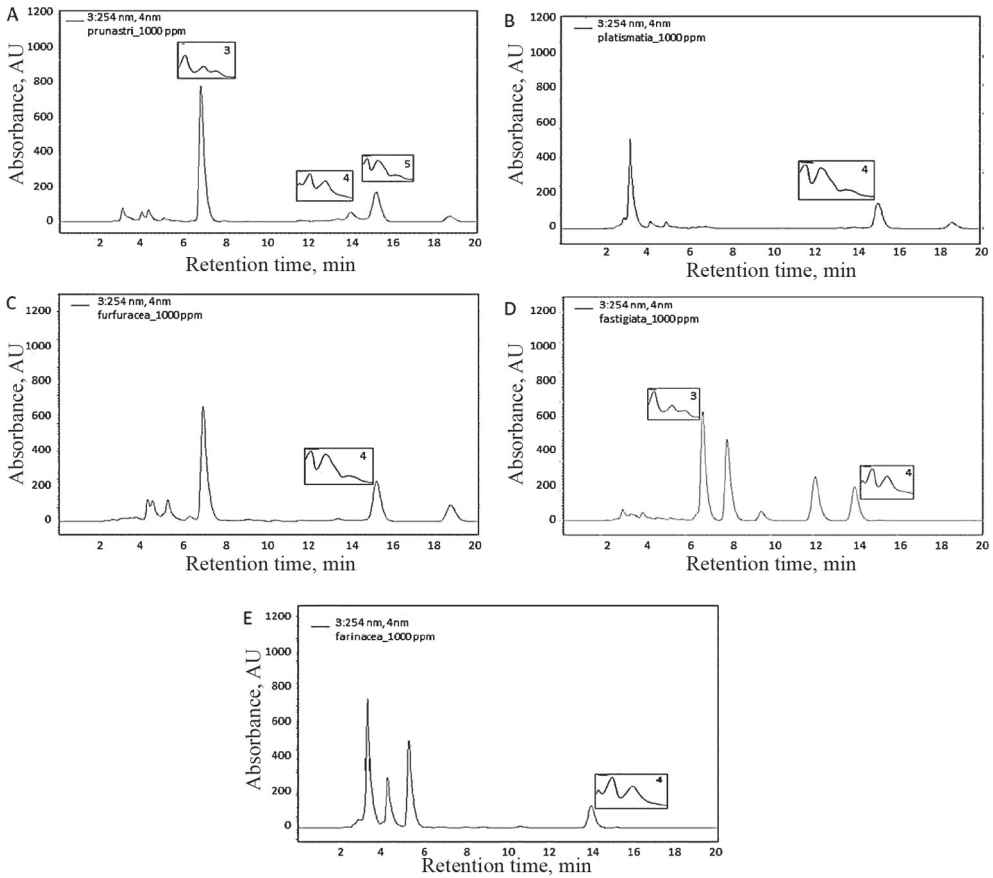 A
3:254 nm, 4nm
prunastri_1000 ppm
Absorbance, AU
1200
1000
800
600
400
200
0
3
4
5
2 4 6 8 10 12 14 16 18 20
Retention time, min
B
3:254 nm, 4nm
platismatia_1000ppm
Absorbance, AU
1200
1000
800
600
400
200
0
4
2 4 6 8 10 12 14 16 18 20
Retention time, min
C
3:254 nm, 4nm
furfuracea_1000ppm
Absorbance, AU
1200
1000
800
600
400
200
0
4
2 4 6 8 10 12 14 16 18 20
Retention time, min
D
3:254 nm, 4nm
fastigiata_1000ppm
Absorbance, AU
1200
1000
800
600
400
200
0
3
4
2 4 6 8 10 12 14 16 18 20
Retention time, min
E
3:254 nm, 4nm
farinacea_1000ppm
Absorbance, AU
1200
1000
800
600
400
200
0
4
2 4 6 8 10 12 14 16 18 20
Retention time, min